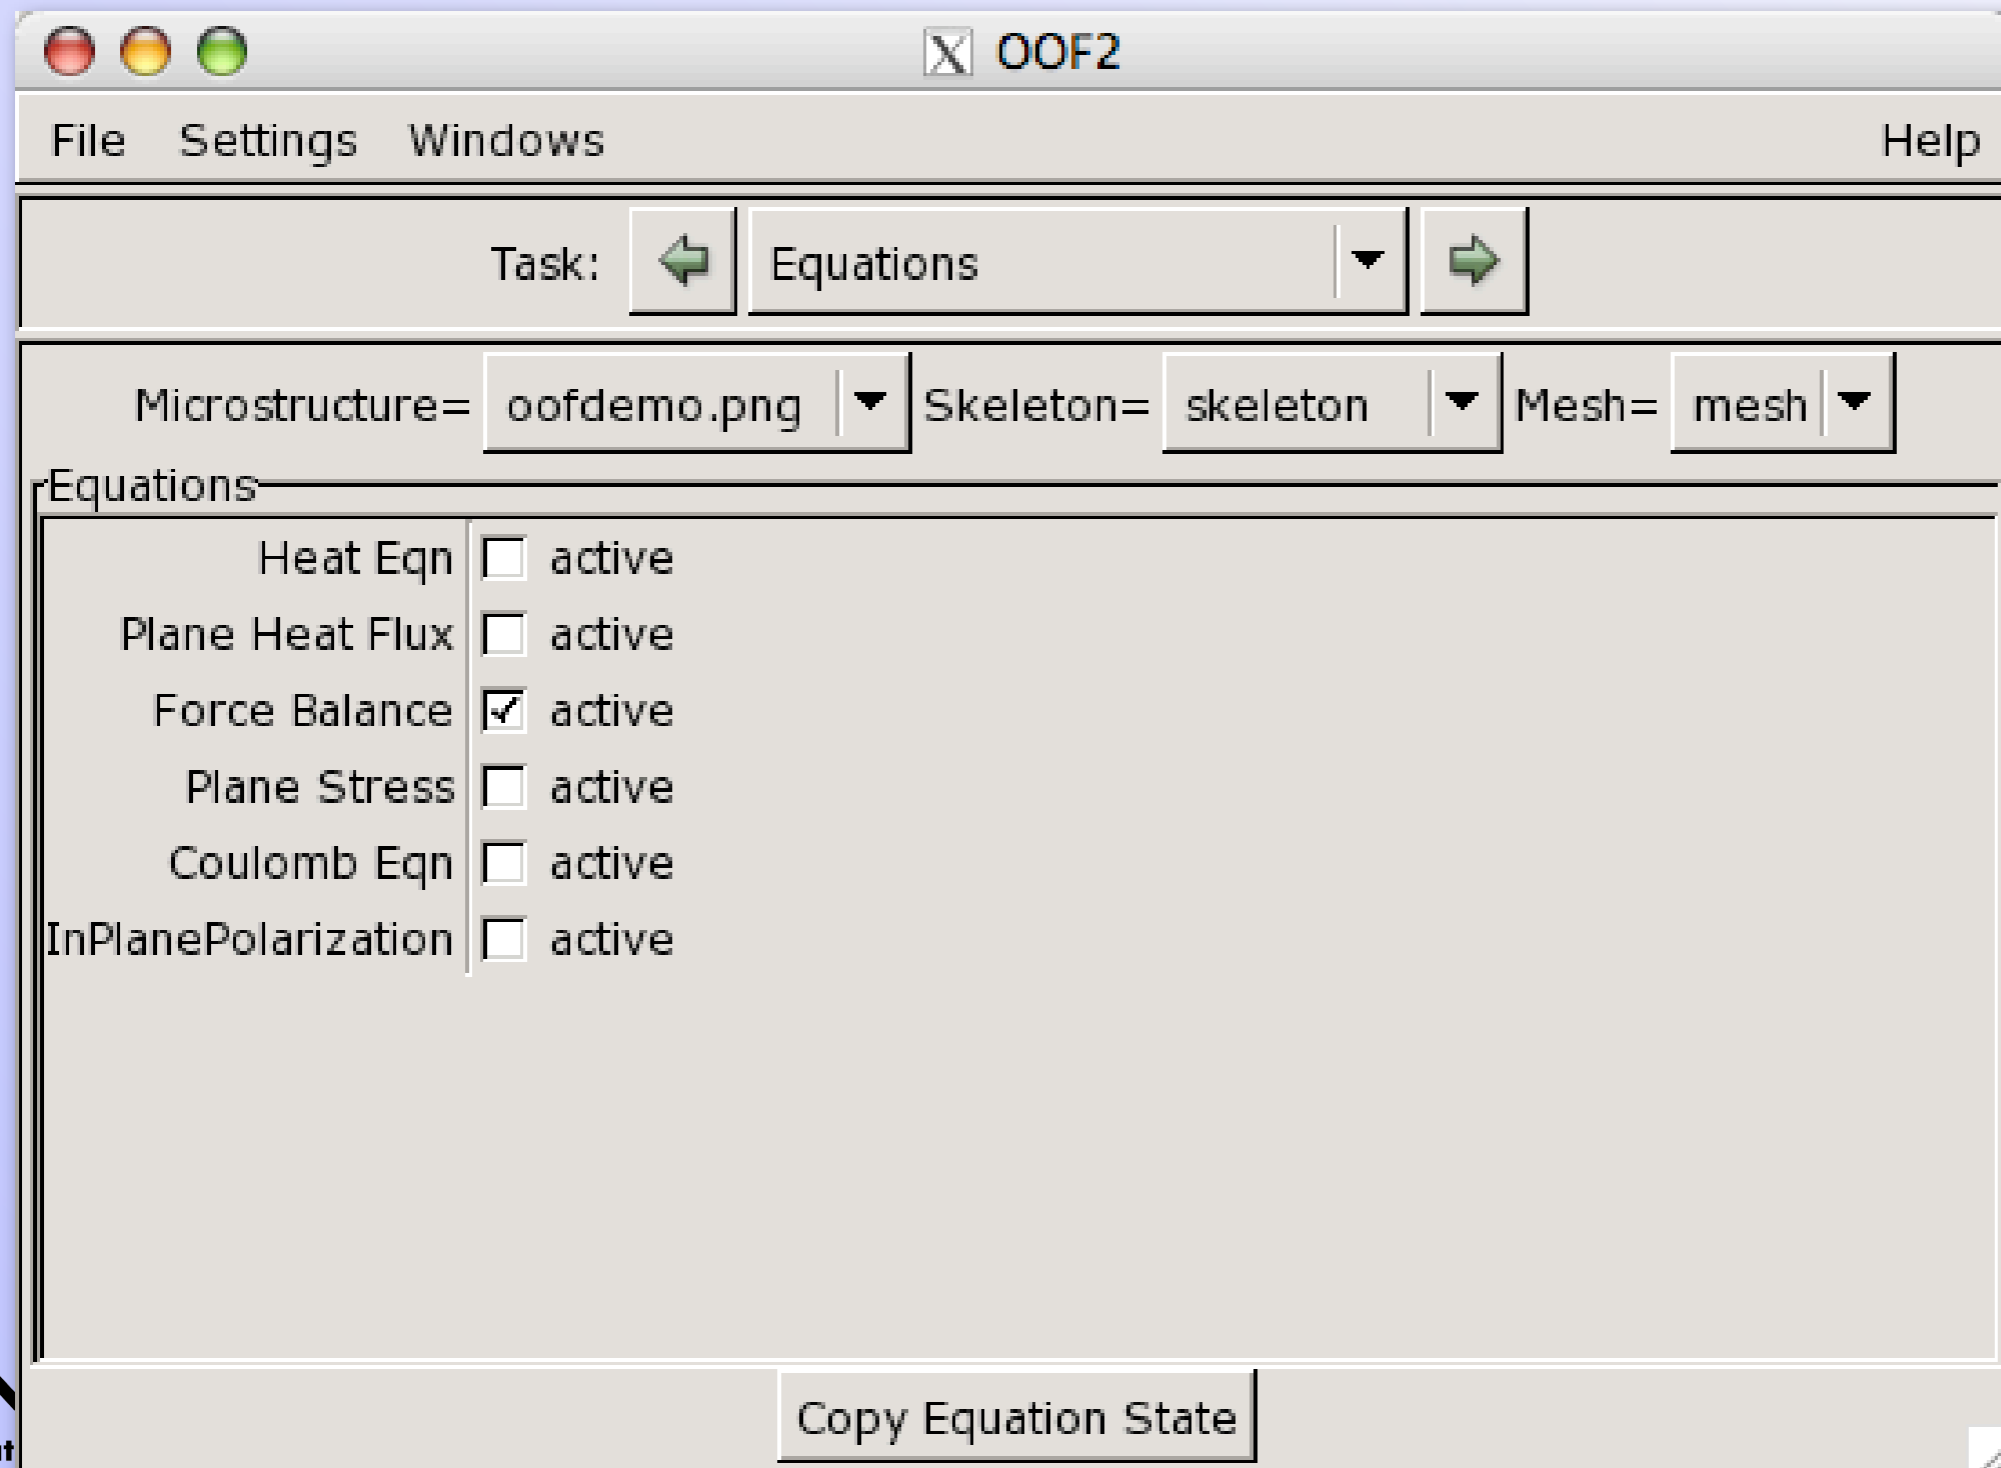 OOF2
File Settings Windows Help
Task: Equations
Microstructure= oofdemo.png Skeleton= skeleton Mesh= mesh
Equations
Heat Eqn active
Plane Heat Flux active
Force Balance active
Plane Stress active
Coulomb Eqn active
InPlanePolarization active
Copy Equation State